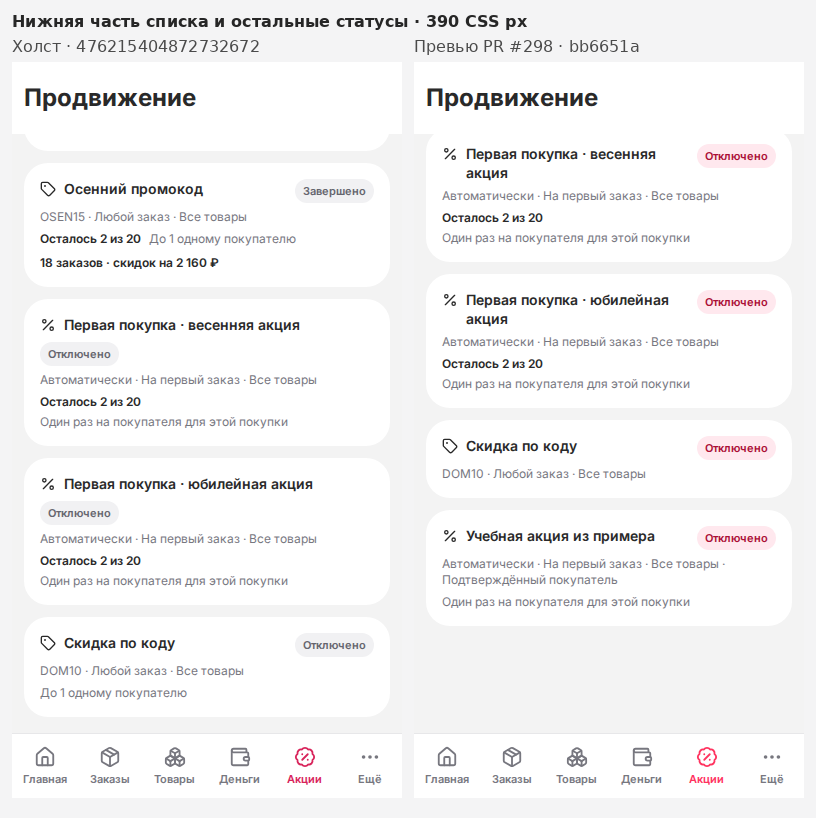 Нижняя часть списка и остальные статусы · 390 CSS px
Холст · 476215404872732672
Продвижение
Осенний промокод
Завершено
OSEN15 · Любой заказ · Все товары
Осталось 2 из 20 До 1 одному покупателю
18 заказов · скидок на 2 160 ₽
Первая покупка · весенняя акция
Отключено
Автоматически · На первый заказ · Все товары
Осталось 2 из 20
Один раз на покупателя для этой покупки
Первая покупка · юбилейная акция
Отключено
Автоматически · На первый заказ · Все товары
Осталось 2 из 20
Один раз на покупателя для этой покупки
Скидка по коду
Отключено
DOM10 · Любой заказ · Все товары
До 1 одному покупателю
Главная Заказы Товары Деньги Акции Ещё
Превью PR #298 · bb6651a
Продвижение
Первая покупка · весенняя
акция
Отключено
Автоматически · На первый заказ · Все товары
Осталось 2 из 20
Один раз на покупателя для этой покупки
Первая покупка · юбилейная
акция
Отключено
Автоматически · На первый заказ · Все товары
Осталось 2 из 20
Один раз на покупателя для этой покупки
Скидка по коду
Отключено
DOM10 · Любой заказ · Все товары
Учебная акция из примера
Отключено
Автоматически · На первый заказ · Все товары ·
Подтверждённый покупатель
Один раз на покупателя для этой покупки
Главная Заказы Товары Деньги Акции Ещё